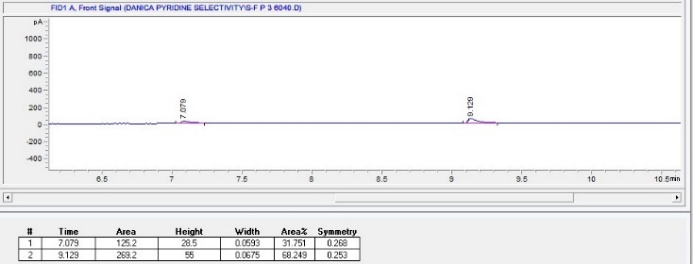 FID1 A, Front Signal (DANICA PYRIDINE SELECTIVITY\S-F P 3 6040.D)
pA
1000
800
600
400
200
0
-200
-400
7.079
9.129
6.5 7 7.5 8 8.5 9 9.5 10 10.5 min
# Time Area Height Width Area% Symmetry
1 7.079 125.2 28.5 0.0593 31.751 0.268
2 9.129 269.2 55 0.0675 68.249 0.253